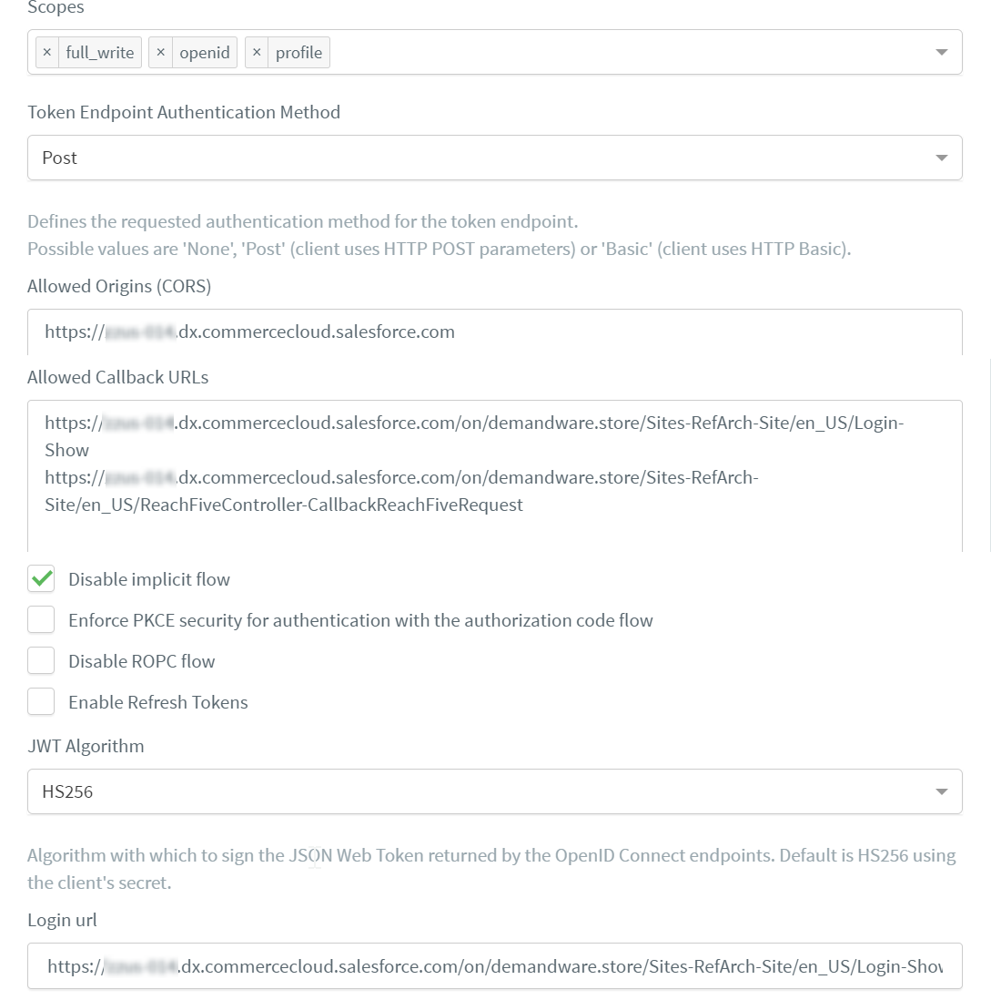 Scopes
× full_write × openid × profile
Token Endpoint Authentication Method
Post
Defines the requested authentication method for the token endpoint.
Possible values are 'None', 'Post' (client uses HTTP POST parameters) or 'Basic' (client uses HTTP Basic).
Allowed Origins (CORS)
https:// .dx.commercecloud.salesforce.com
Allowed Callback URLs
https:// .dx.commercecloud.salesforce.com/on/demandware.store/Sites-RefArch-Site/en_US/Login-
Show
https:// .dx.commercecloud.salesforce.com/on/demandware.store/Sites-RefArch-
Site/en_US/ReachFiveController-CallbackReachFiveRequest
Disable implicit flow
Enforce PKCE security for authentication with the authorization code flow
Disable ROPC flow
Enable Refresh Tokens
JWT Algorithm
HS256
Algorithm with which to sign the JSON Web Token returned by the OpenID Connect endpoints. Default is HS256 using
the client's secret.
Login url
https:// .dx.commercecloud.salesforce.com/on/demandware.store/Sites-RefArch-Site/en_US/Login-Show